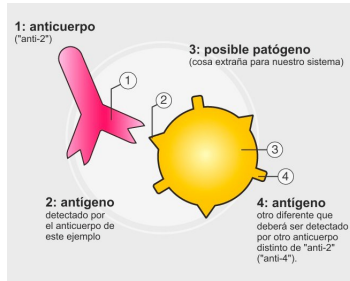 1: anticuerpo
("anti-2")
3: posible patógeno
(cosa extraña para nuestro sistema)
1
2
3
4
2: antígeno
detectado por
el anticuerpo de
este ejemplo
4: antígeno
otro diferente que
deberá ser detectado
por otro anticuerpo
distinto de "anti-2"
("anti-4").